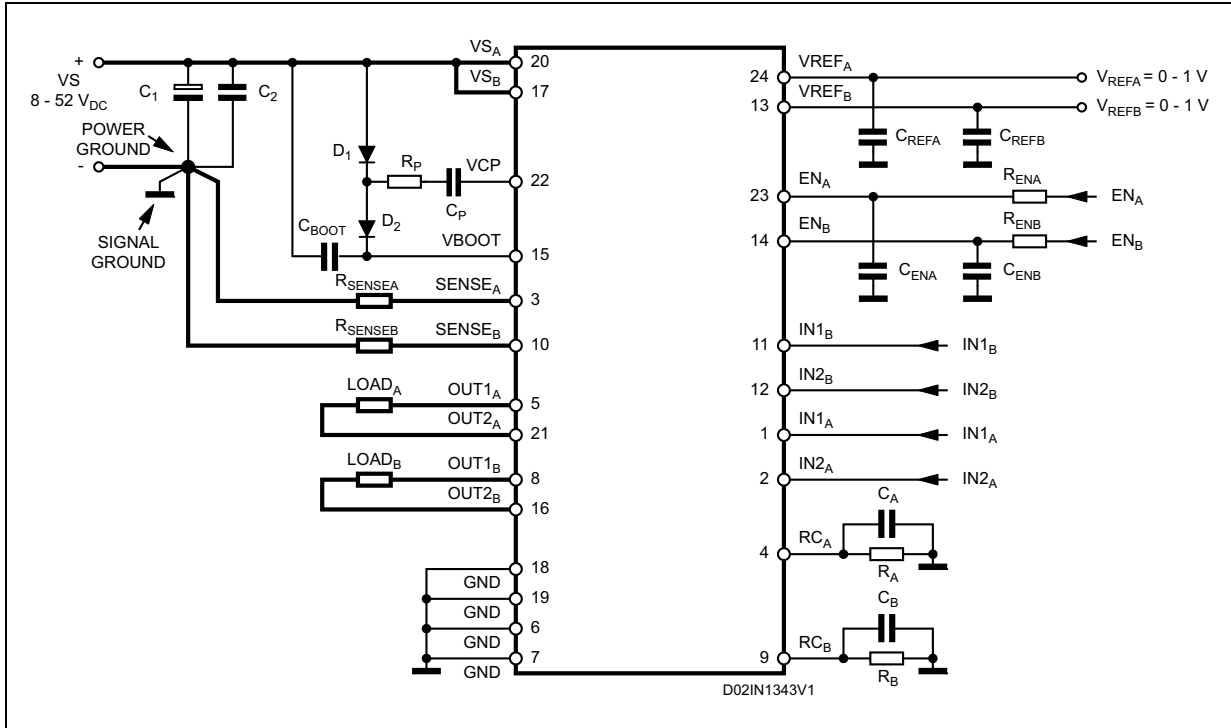 +
VS
8 - 52 VDC
C1
C2
POWER
GROUND
-
SIGNAL
GROUND
VSA
20
VSB
17
D1
RP
VCP
22
CP
CBOOT
D2
VBOOT
15
RSENSEA
SENSEA
3
RSENSEB
SENSEB
10
LOADA
OUT1A
5
OUT2A
21
LOADB
OUT1B
8
OUT2B
16
18
GND
19
GND
6
GND
7
GND
24
VREFA
VREFA = 0 - 1 V
13
VREFB
VREFB = 0 - 1 V
CREFA
CREFB
23
ENA
RENA
ENA
14
ENB
RENB
ENB
CENA
CENB
11
IN1B
IN1B
12
IN2B
IN2B
1
IN1A
IN1A
2
IN2A
IN2A
CA
4
RCA
RA
CB
9
RCB
RB
D02IN1343V1